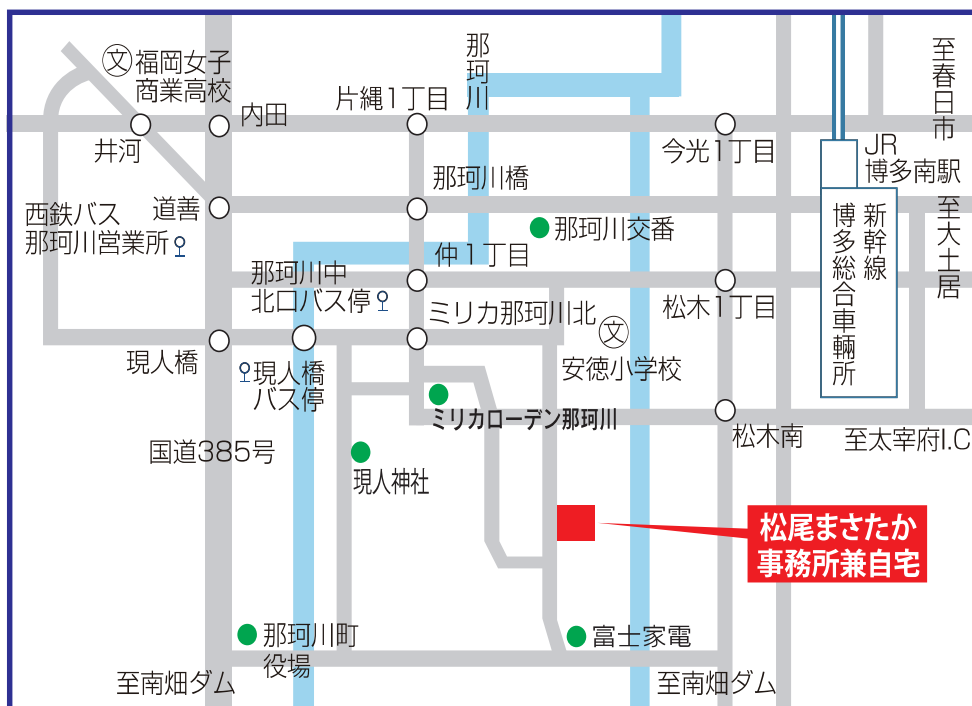 那珂川
至春日市
文
福岡女子
商業高校
片縄1丁目
内田
井河
今光1丁目
JR
博多南駅
那珂川橋
西鉄バス
那珂川営業所
道善
那珂川交番
至大土居
新幹線
博多総合車輛所
仲1丁目
那珂川中
北口バス停
松木1丁目
ミリカ那珂川北
文
安徳小学校
現人橋
現人橋
バス停
ミリカローデン那珂川
松木南
至太宰府I.C
国道385号
現人神社
松尾まさたか
事務所兼自宅
那珂川町
役場
富士家電
至南畑ダム
至南畑ダム